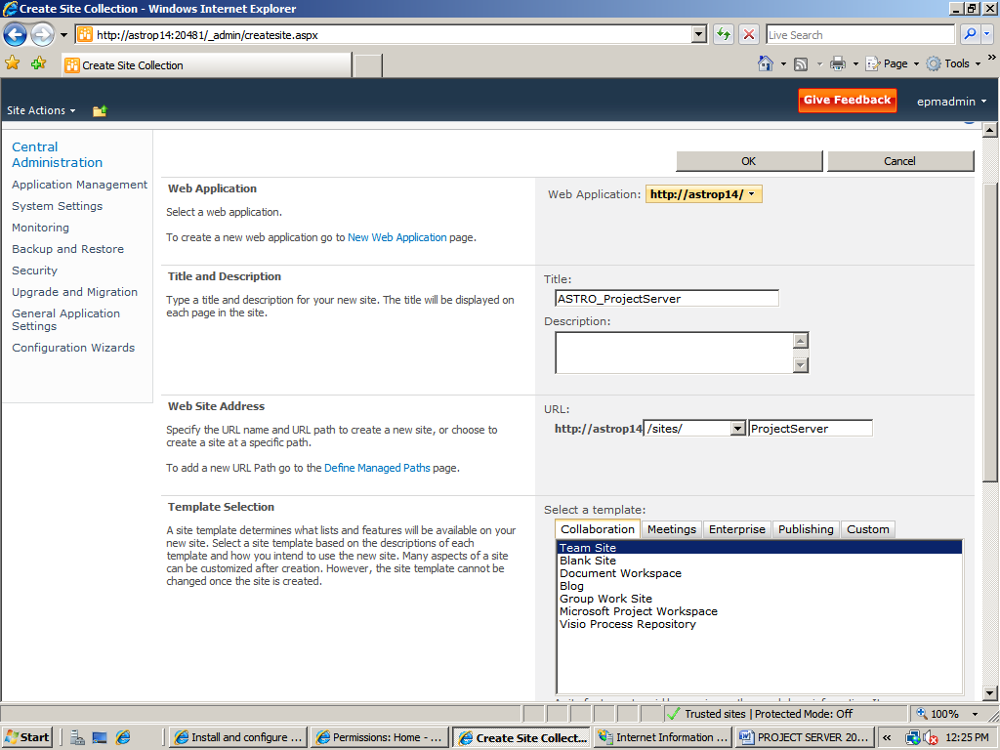 Create Site Collection - Windows Internet Explorer
http://astrop14:20481/_admin/createsite.aspx
Live Search
Create Site Collection
Page
Tools
»
Site Actions
Give Feedback
epmadmin
Central
Administration
Application Management
System Settings
Monitoring
Backup and Restore
Security
Upgrade and Migration
General Application
Settings
Configuration Wizards
OK
Cancel
Web Application
Select a web application.
To create a new web application go to New Web Application page.
Web Application: http://astrop14/
Title and Description
Type a title and description for your new site. The title will be displayed
on each page in the site.
Title:
ASTRO_ProjectServer
Description:
Web Site Address
Specify the URL name and URL path to create a new site, or choose to
create a site at a specific path.
To add a new URL Path go to the Define Managed Paths page.
URL:
http://astrop14 /sites/ ProjectServer
Template Selection
A site template determines what lists and features will be available on your
new site. Select a site template based on the descriptions of each
template and how you intend to use the new site. Many aspects of a site
can be customized after creation. However, the site template cannot be
changed once the site is created.
Select a template:
Collaboration Meetings Enterprise Publishing Custom
Team Site
Blank Site
Document Workspace
Blog
Group Work Site
Microsoft Project Workspace
Visio Process Repository
Trusted sites | Protected Mode: Off
100%
Start
Install and configure ...
Permissions: Home - ...
Create Site Collect...
Internet Information ...
PROJECT SERVER 20...
«
12:25 PM